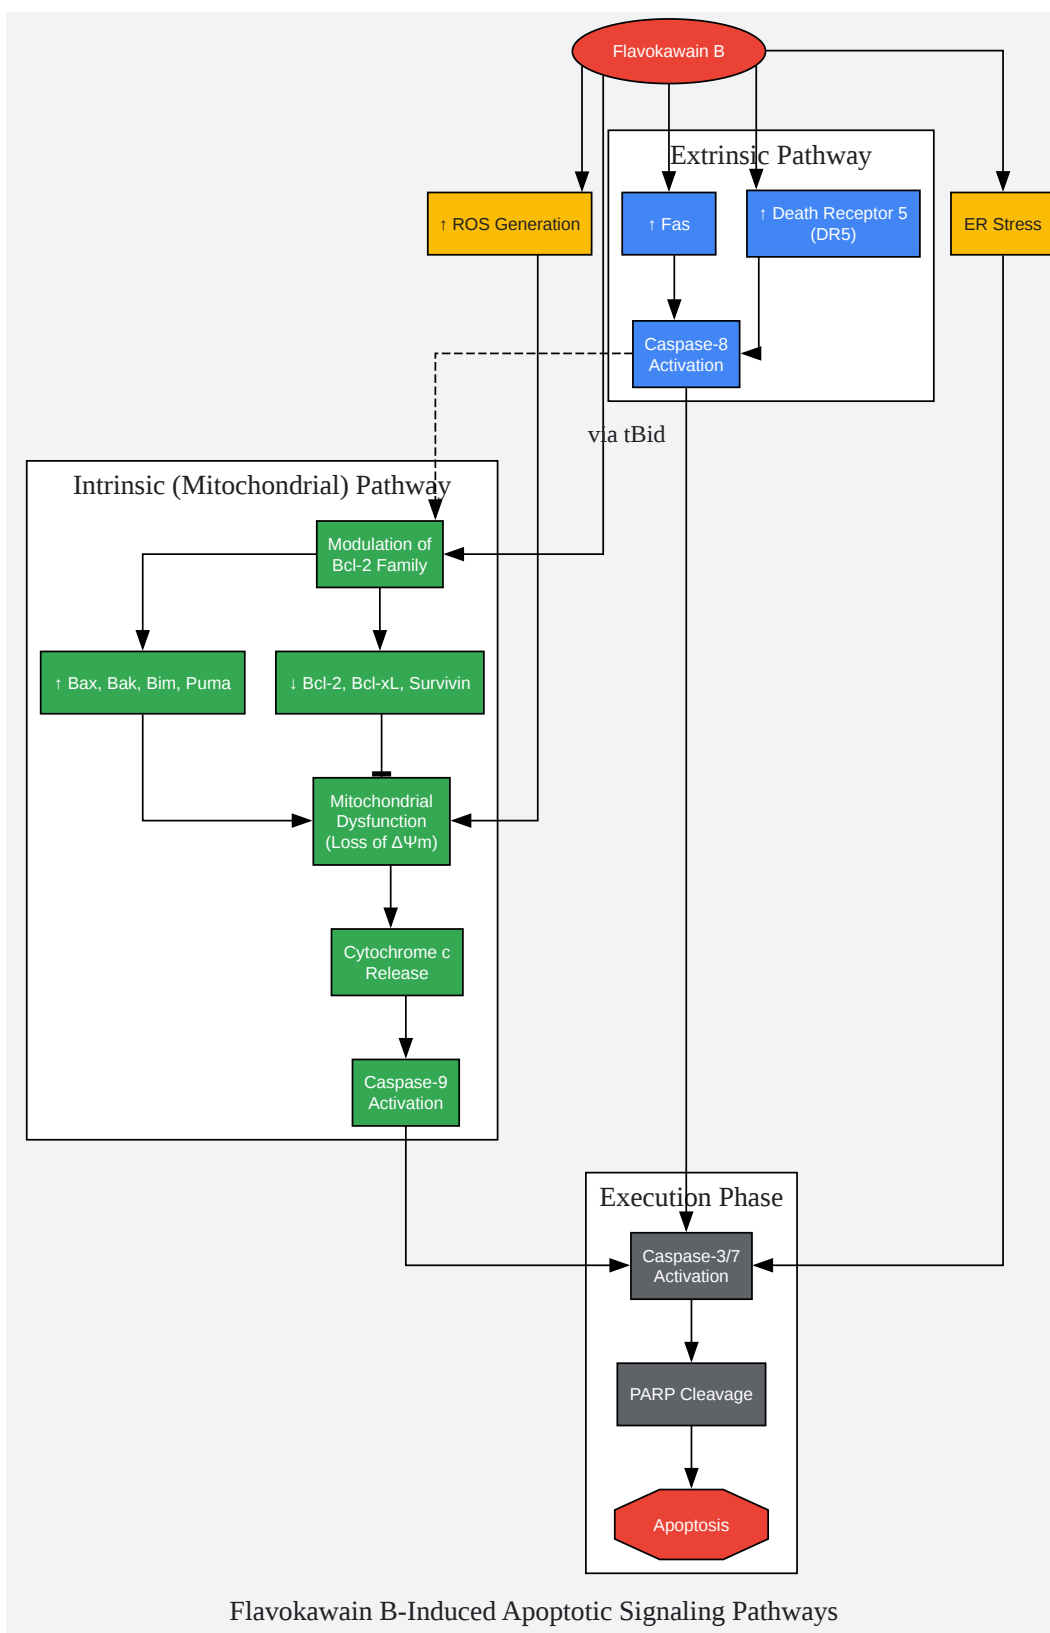 Flavokawain B
Extrinsic Pathway
↑ ROS Generation
↑ Fas
↑ Death Receptor 5
(DR5)
ER Stress
Caspase-8
Activation
via tBid
Intrinsic (Mitochondrial) Pathway
Modulation of
Bcl-2 Family
↑ Bax, Bak, Bim, Puma
↓ Bcl-2, Bcl-xL, Survivin
Mitochondrial
Dysfunction
(Loss of ΔΨm)
Cytochrome c
Release
Caspase-9
Activation
Execution Phase
Caspase-3/7
Activation
PARP Cleavage
Apoptosis
Flavokawain B-Induced Apoptotic Signaling Pathways